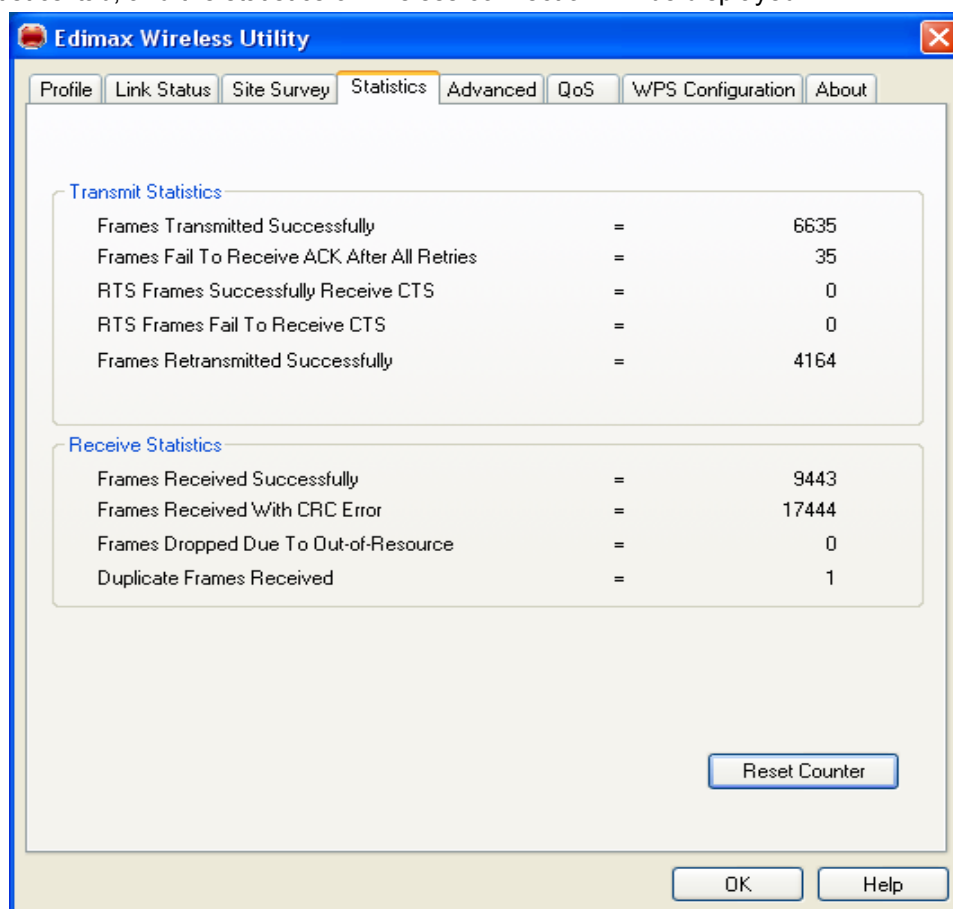 Edimax Wireless Utility
Profile Link Status Site Survey Statistics Advanced QoS WPS Configuration About
Transmit Statistics
Frames Transmitted Successfully = 6635
Frames Fail To Receive ACK After All Retries = 35
RTS Frames Successfully Receive CTS = 0
RTS Frames Fail To Receive CTS = 0
Frames Retransmitted Successfully = 4164
Receive Statistics
Frames Received Successfully = 9443
Frames Received With CRC Error = 17444
Frames Dropped Due To Out-of-Resource = 0
Duplicate Frames Received = 1
Reset Counter
OK Help